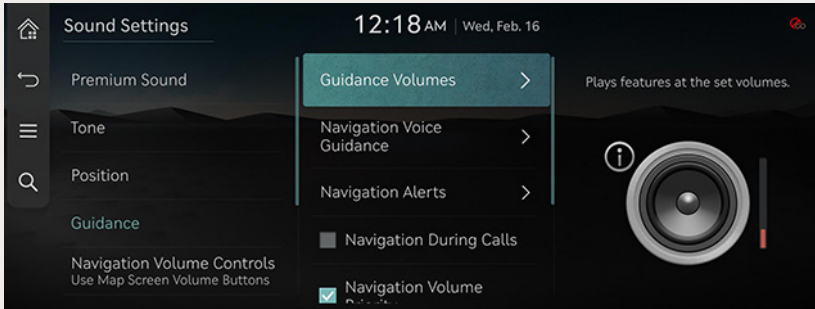 Sound Settings
12:18 AM | Wed, Feb. 16
Premium Sound
Tone
Position
Guidance
Navigation Volume Controls
Use Map Screen Volume Buttons
Guidance Volumes
Navigation Voice
Guidance
Navigation Alerts
Navigation During Calls
Navigation Volume
Priority
Plays features at the set volumes.